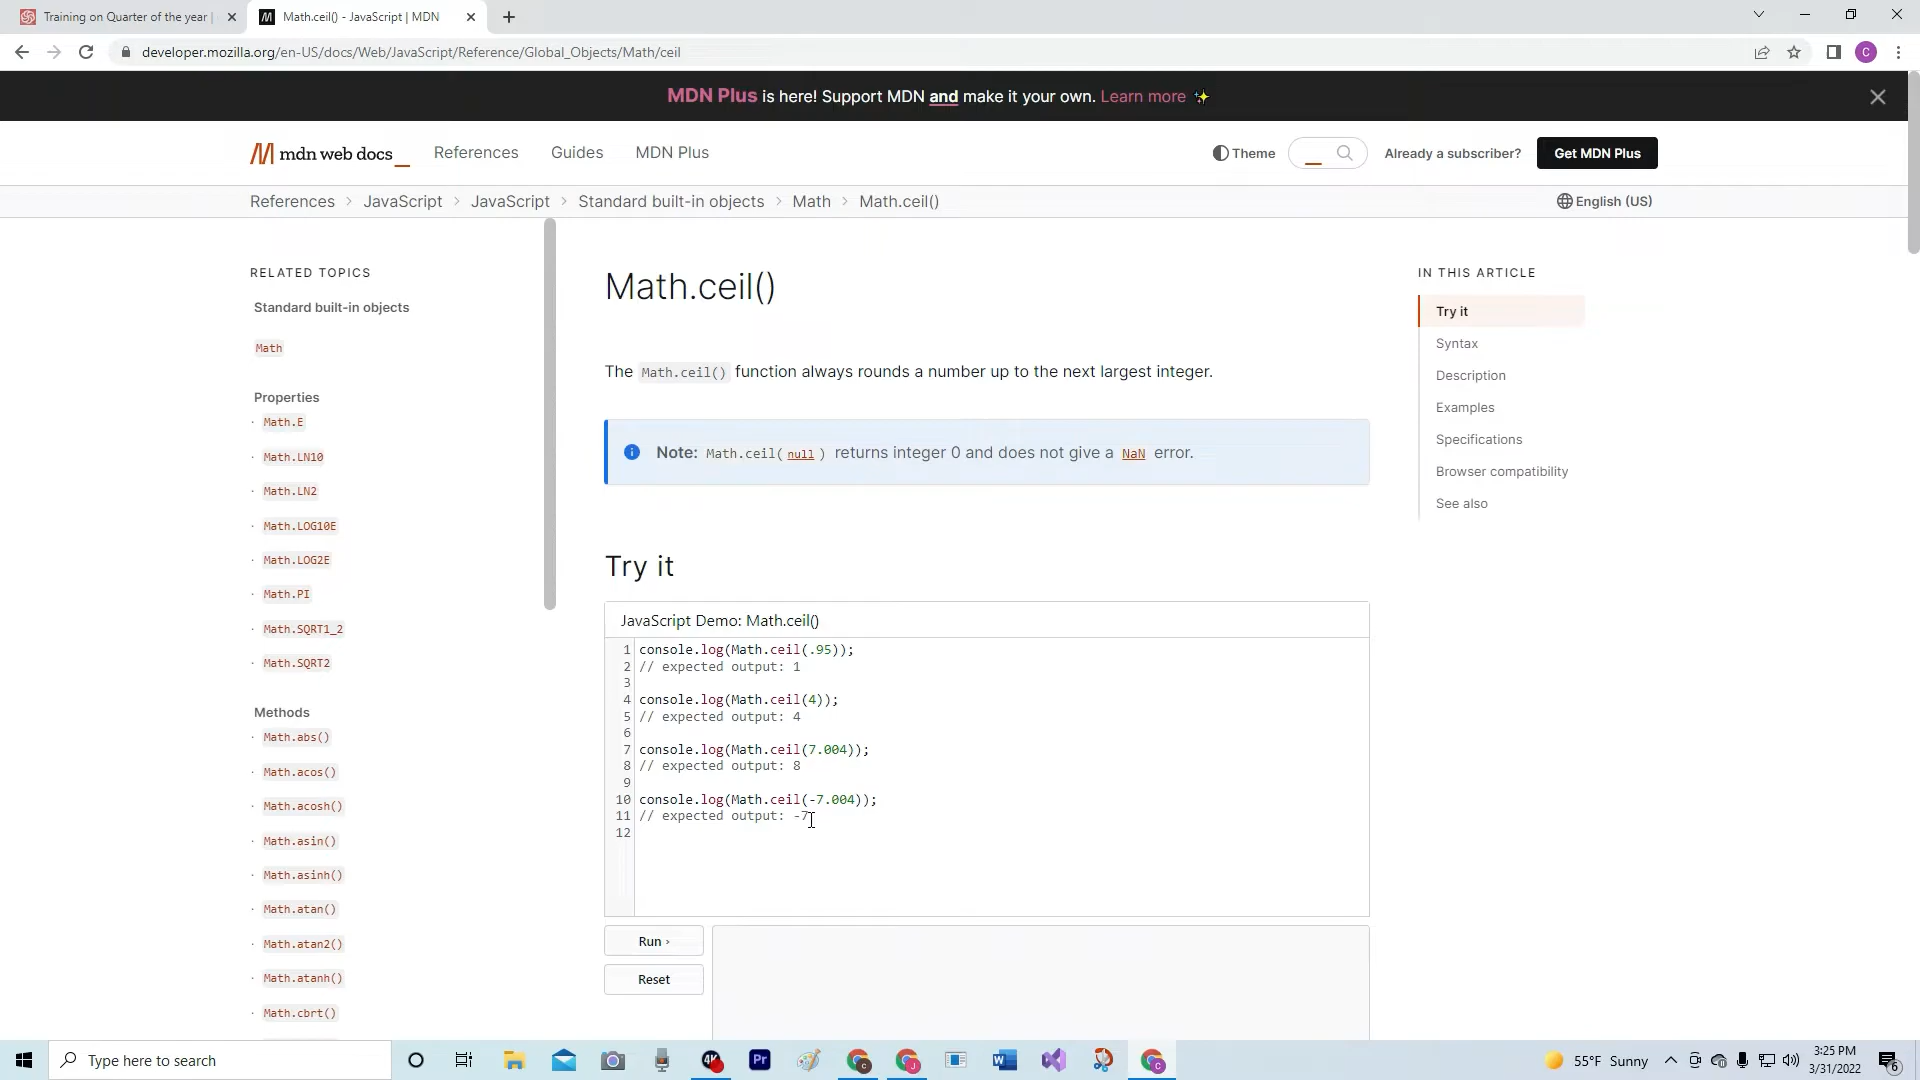 Training on Quarter of the year |
Math.ceil() - JavaScript | MDN
developer.mozilla.org/en-US/docs/Web/JavaScript/Reference/Global_Objects/Math/ceil
C
MDN Plus is here! Support MDN and make it your own. Learn more ✨
mdn web docs_
References
Guides
MDN Plus
Theme
Already a subscriber?
Get MDN Plus
References > JavaScript > JavaScript > Standard built-in objects > Math > Math.ceil()
English (US)
RELATED TOPICS
Standard built-in objects
Math
Properties
Math.E
Math.LN10
Math.LN2
Math.LOG10E
Math.LOG2E
Math.PI
Math.SQRT1_2
Math.SQRT2
Methods
Math.abs()
Math.acos()
Math.acosh()
Math.asin()
Math.asinh()
Math.atan()
Math.atan2()
Math.atanh()
Math.cbrt()
Math.ceil()
The Math.ceil() function always rounds a number up to the next largest integer.
Note: Math.ceil(null) returns integer 0 and does not give a NaN error.
Try it
JavaScript Demo: Math.ceil()
1 console.log(Math.ceil(.95));
2 // expected output: 1
3
4 console.log(Math.ceil(4));
5 // expected output: 4
6
7 console.log(Math.ceil(7.004));
8 // expected output: 8
9
10 console.log(Math.ceil(-7.004));
11 // expected output: -7
12
Run ›
Reset
IN THIS ARTICLE
Try it
Syntax
Description
Examples
Specifications
Browser compatibility
See also
Type here to search
4K
Pr
W
55°F Sunny
3:25 PM
3/31/2022
6